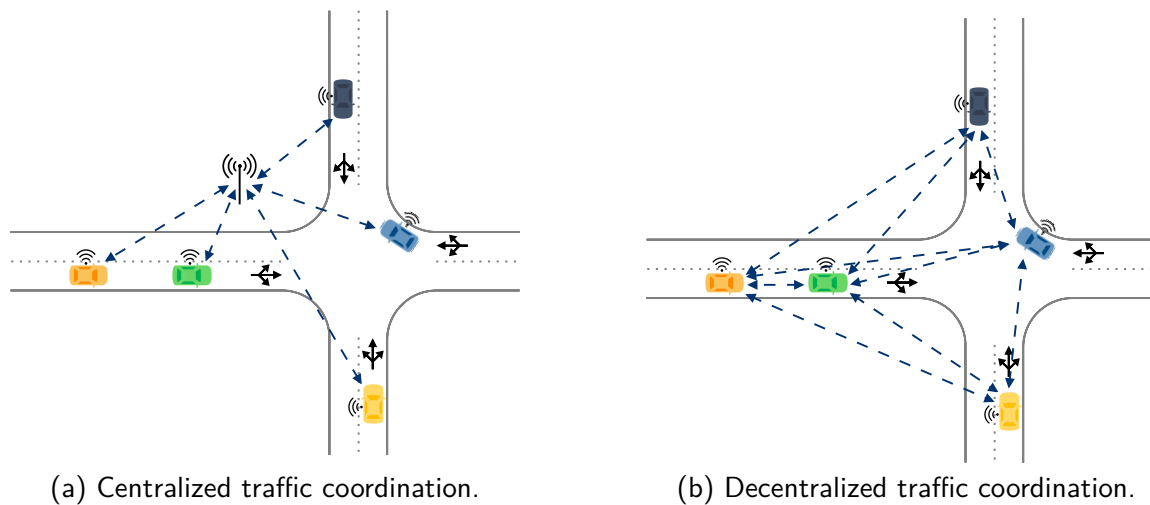 (a) Centralized traffic coordination.
(b) Decentralized traffic coordination.